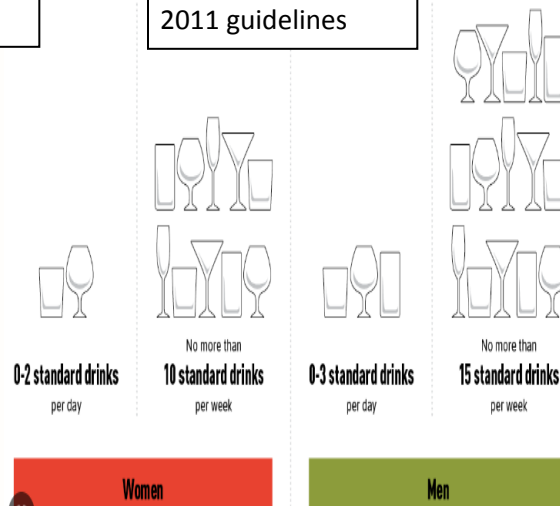 2011 guidelines
No more than
No more than
0-2 standard drinks
10 standard drinks
0-3 standard drinks
15 standard drinks
per day
per week
per day
per week
Women
Men